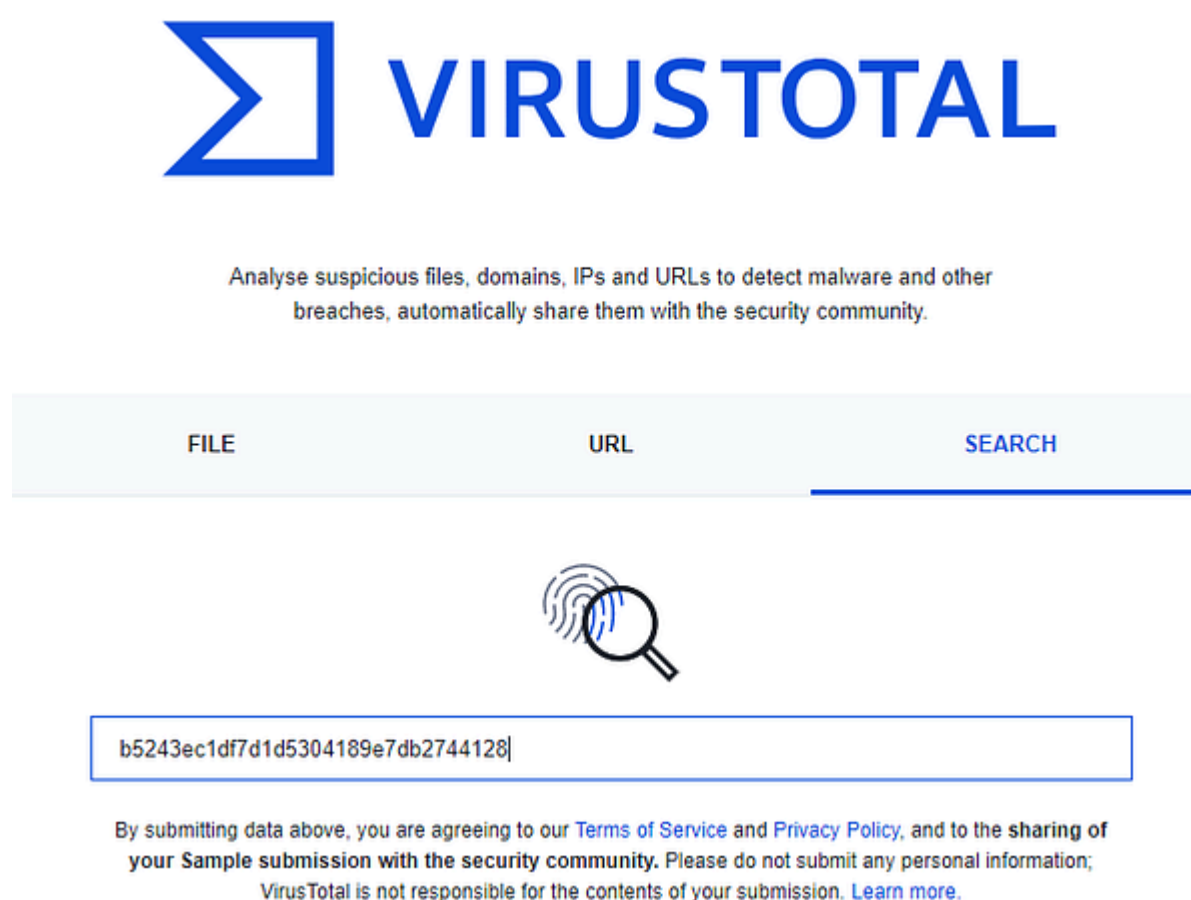 VIRUSTOTAL
Analyse suspicious files, domains, IPs and URLs to detect malware and other
breaches, automatically share them with the security community.
FILE URL SEARCH
b5243ec1df7d1d5304189e7db2744128
By submitting data above, you are agreeing to our Terms of Service and Privacy Policy, and to the sharing of
your Sample submission with the security community. Please do not submit any personal information;
VirusTotal is not responsible for the contents of your submission. Learn more.